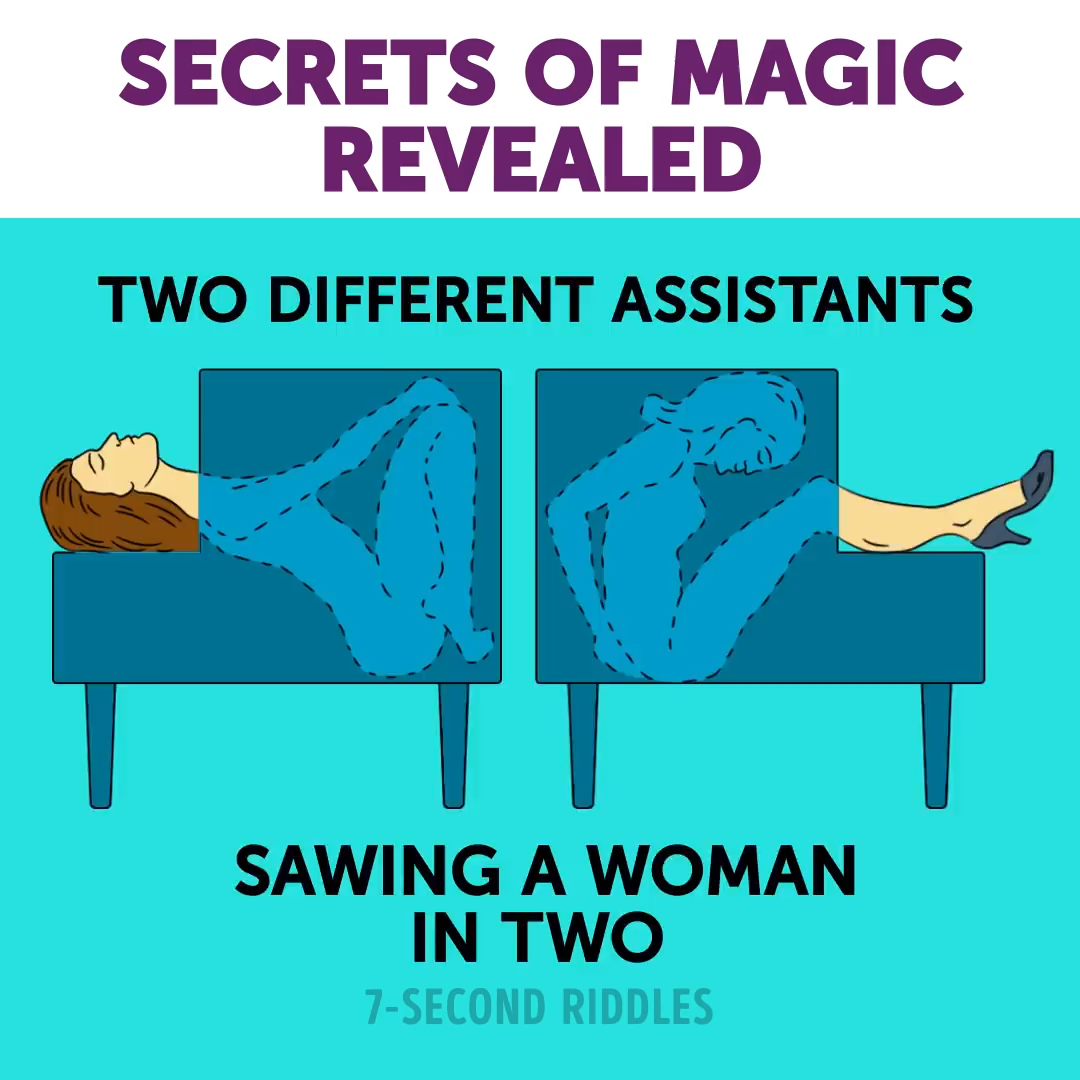 SECRETS OF MAGIC
REVEALED
TWO DIFFERENT ASSISTANTS
SAWING A WOMAN
IN TWO
7-SECOND RIDDLES